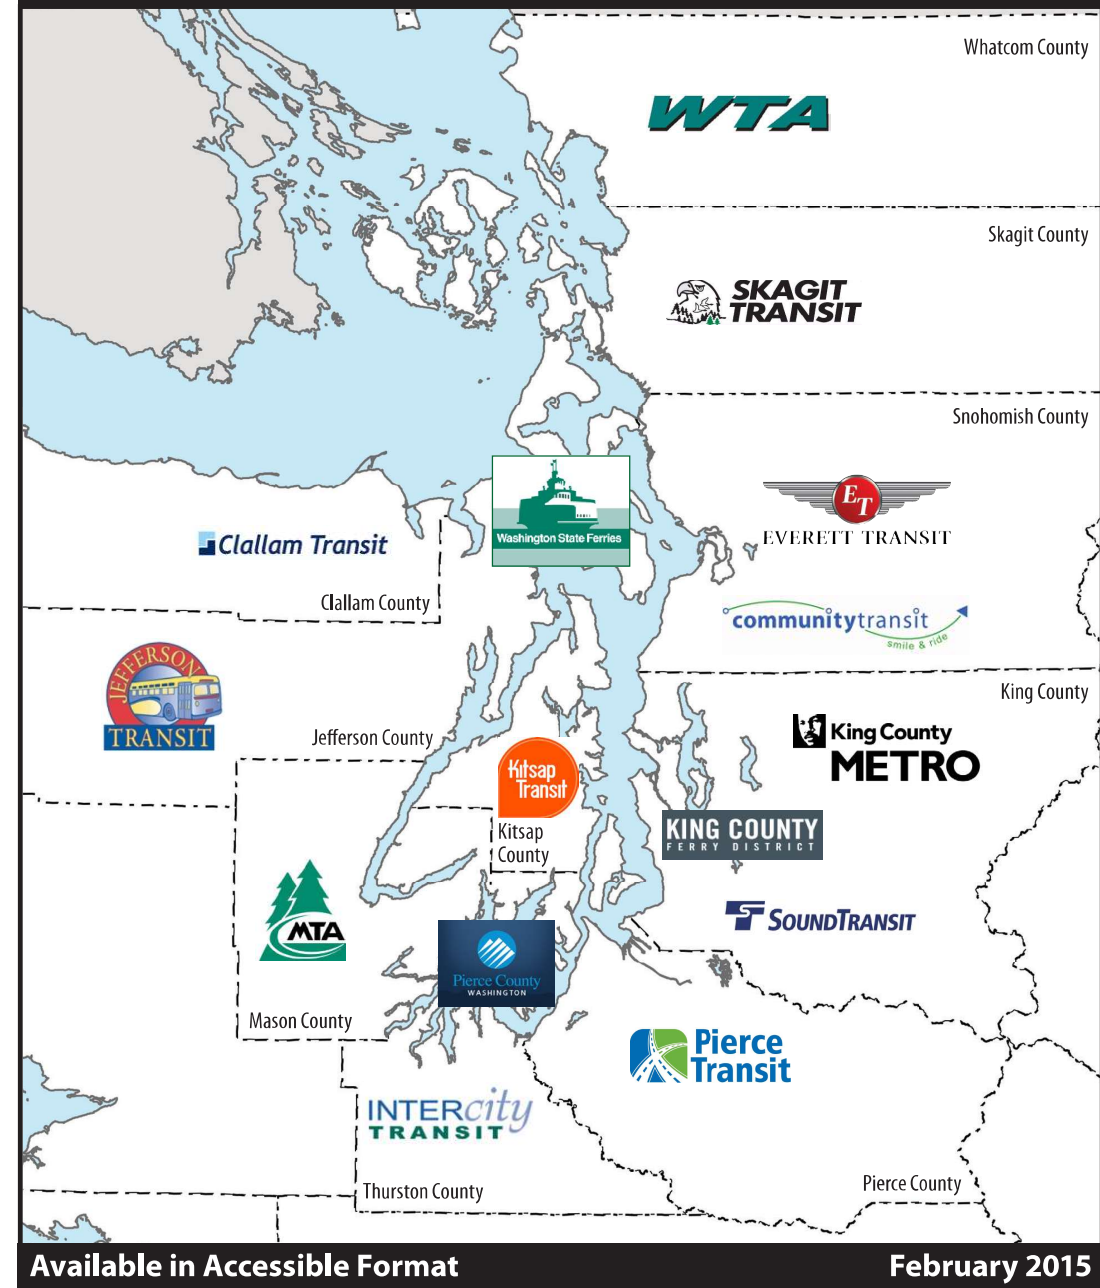 Whatcom County
WTA
Skagit County
SKAGIT
TRANSIT
Snohomish County
ET
EVERETT TRANSIT
Washington State Ferries
Clallam Transit
Clallam County
communitytransit
smile & ride
JEFFERSON
TRANSIT
King County
King County
METRO
Jefferson County
Kitsap
Transit
KING COUNTY
FERRY DISTRICT
Kitsap
County
MTA
SOUNDTRANSIT
Pierce County
WASHINGTON
Mason County
Pierce
Transit
INTERcity
TRANSIT
Thurston County
Pierce County
Available in Accessible Format
February 2015